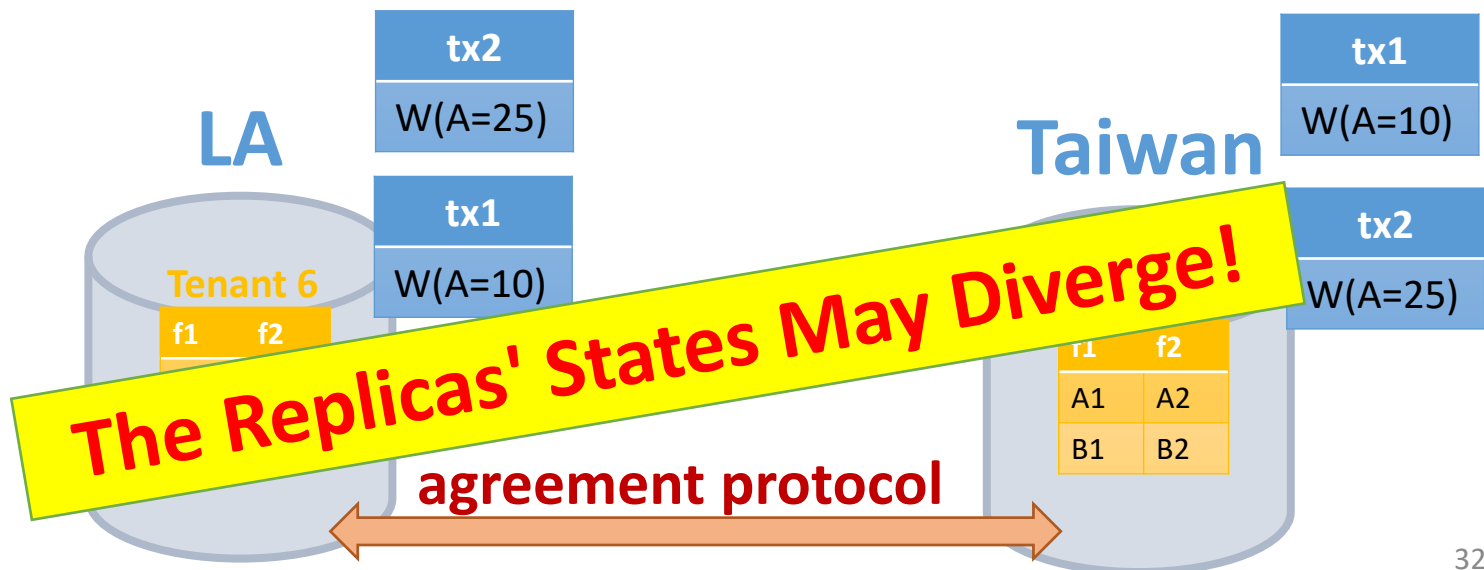 tx2
W(A=25)
LA
tx1
W(A=10)
Tenant 6
f1 f2
tx1
W(A=10)
Taiwan
tx2
W(A=25)
f1 f2
A1 A2
B1 B2
The Replicas' States May Diverge!
agreement protocol
32